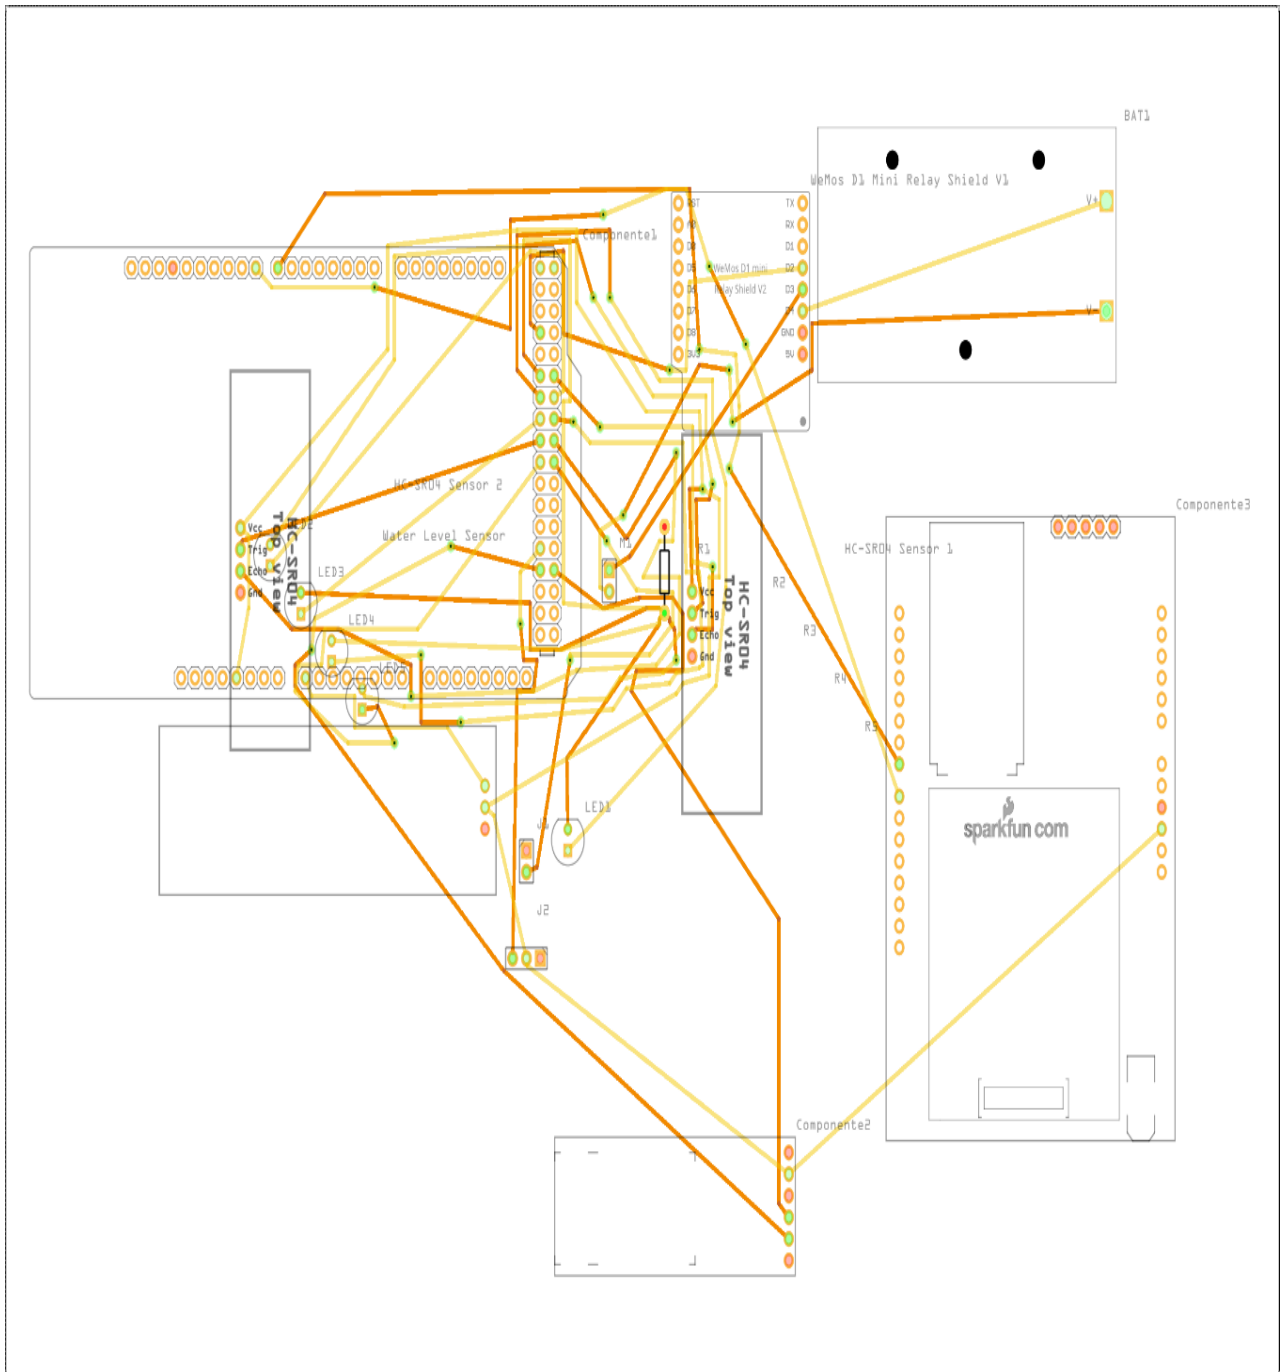 BAT1
WeMos D1 Mini Relay Shield V1
V+
RST
TX
A0
RX
D0
D1
Componente1
D5
WeMos D1 mini
D2
D6
Relay Shield V2
D3
D7
D4
V-
D8
GND
3V3
5V
HC-SR04 Sensor 2
Componente3
Vcc
LED2
Water Level Sensor
M1
R1
HC-SR04 Sensor 1
Trig
HC-SR04
Top view
Echo
LED3
R2
Gnd
Vcc
Trig
HC-SR04
Top view
LED4
Echo
R3
Gnd
LED5
R4
R5
J1
LED1
sparkfun.com
J2
Componente2